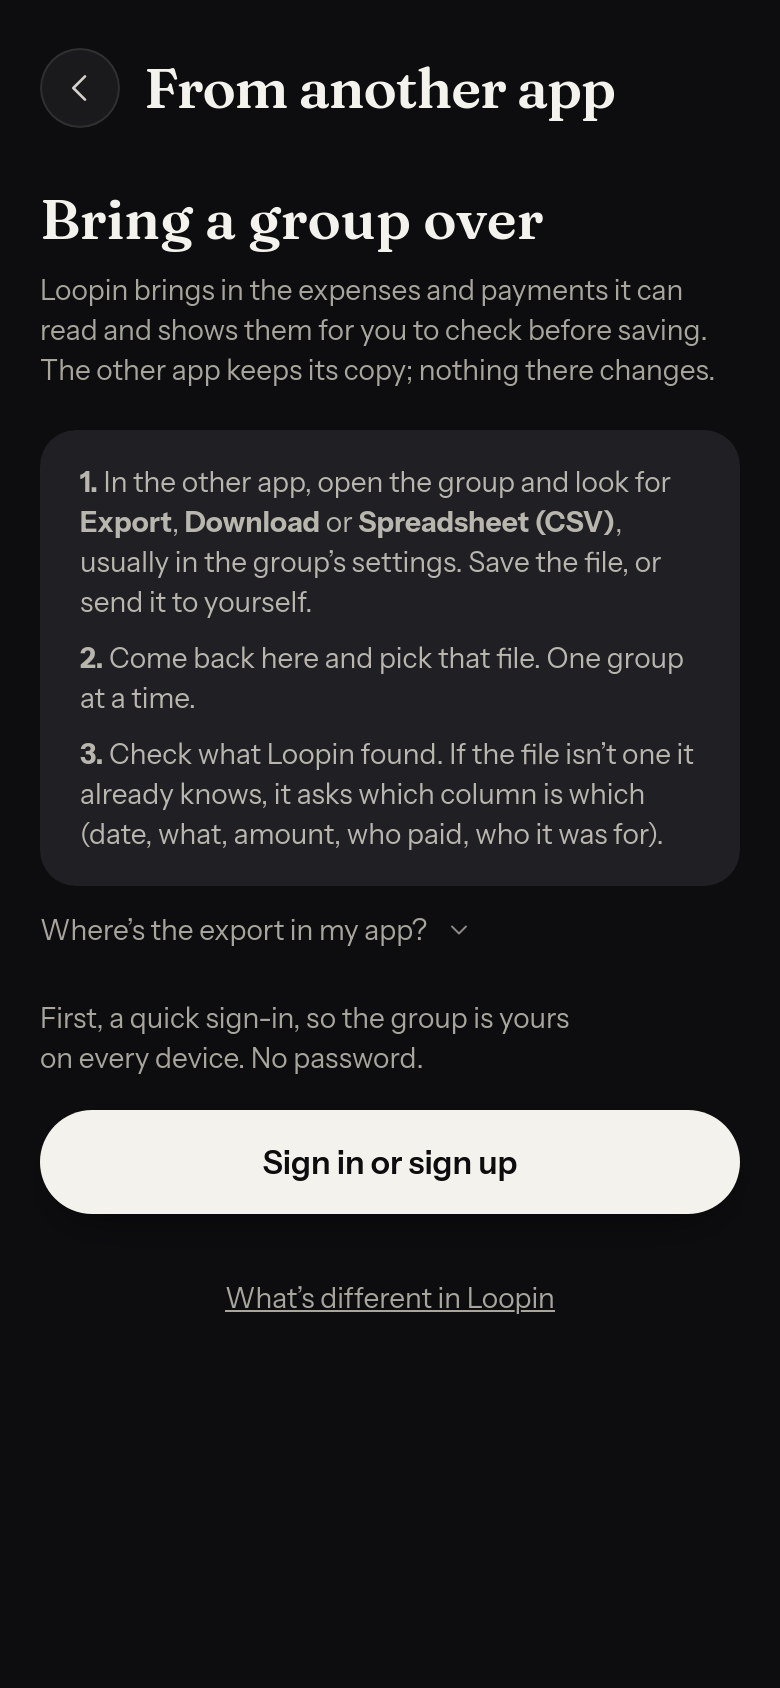 From another app
Bring a group over
Loopin brings in the expenses and payments it can
read and shows them for you to check before saving.
The other app keeps its copy; nothing there changes.
1. In the other app, open the group and look for
Export, Download or Spreadsheet (CSV),
usually in the group’s settings. Save the file, or
send it to yourself.
2. Come back here and pick that file. One group
at a time.
3. Check what Loopin found. If the file isn’t one it
already knows, it asks which column is which
(date, what, amount, who paid, who it was for).
Where’s the export in my app?
First, a quick sign-in, so the group is yours
on every device. No password.
Sign in or sign up
What’s different in Loopin